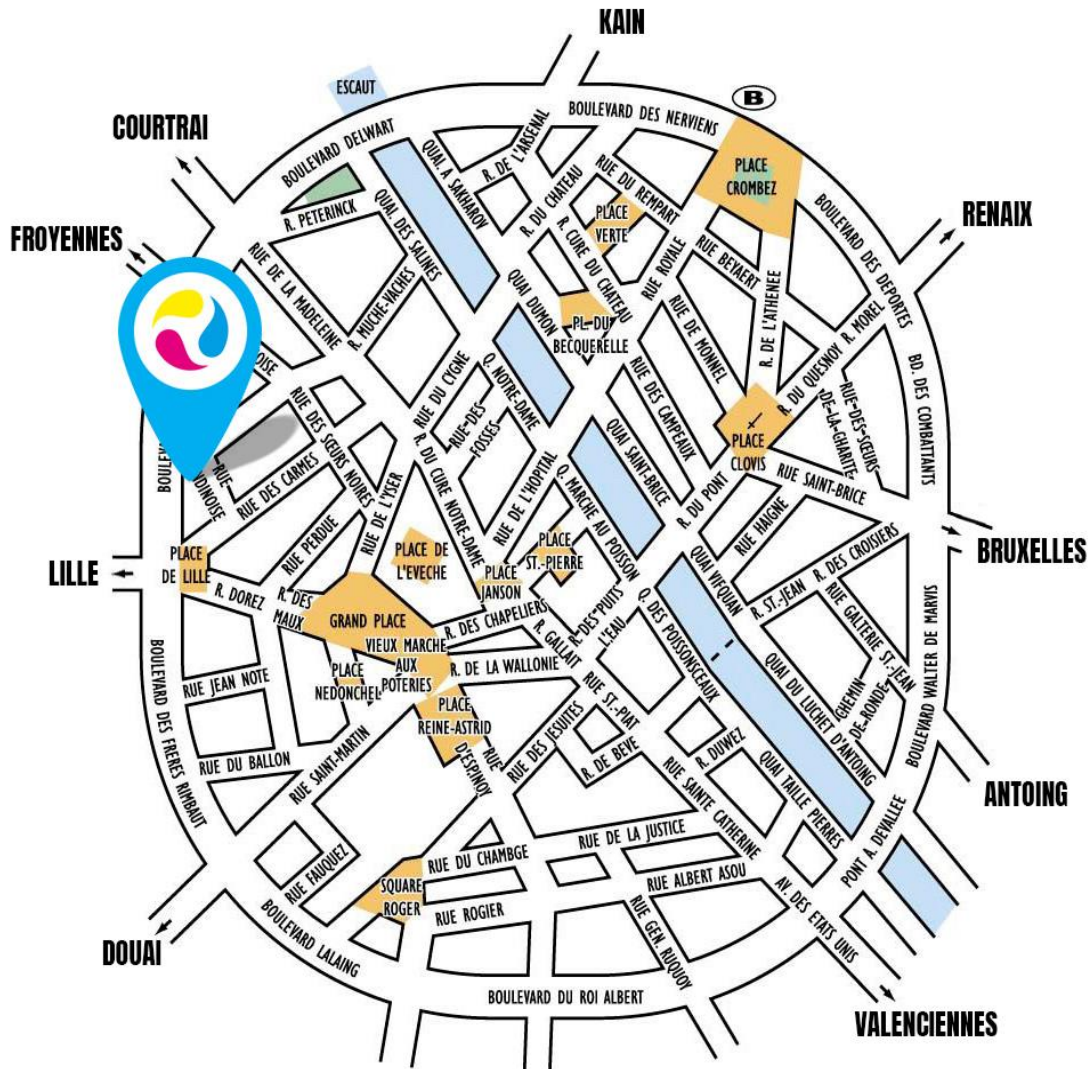 KAIN
B
ESCAUT
BOULEVARD DES NERVIENS
COURTRAI
BOULEVARD DELWART
QUAI. A SAKHAROV
R. DE L'ARSENAL
PLACE
CROMBEZ
R. PETERINCK
QUAI. DES SALINES
R. DU CHATEAU
RUE DU REMPART
PLACE
VERTE
BOULEVARD DES DEPORTES
RENAIX
FROYENNES
RUE DE LA MADELEINE
R. MUCHE-VACHES
R. CURE DU CHATEAU
RUE ROYALE
RUE BEYAERT
QUAI DUMON
PL. DU
BECQUERELLE
RUE DE MONNEL
R. DE L'ATHENEE
R. MOREL
R. DU QUESNOY
OISE
RUE DU CYGNE
Q. NOTRE-DAME
RUE-DES
FOSSES
RUE DES CAMPEAUX
BD. DES COMBATTANTS
RUE-DES-SŒURS
DE-LA-CHARITE
RUE DES SŒURS NOIRES
R. DU CURE NOTRE-DAME
RUE DE L'HOPITAL
QUAI SAINT-BRICE
PLACE
CLOVIS
RUE SAINT-BRICE
BOULEV
RUE-
DINOISE
RUE DES CARMES
RUE DE L'YSER
Q. MARCHE AU POISSON
R. DU PONT
RUE HAIGNE
BRUXELLES
LILLE
PLACE
DE LILLE
RUE PERDUE
PLACE DE
L'EVECHE
PLACE
JANSON
PLACE
ST.-PIERRE
QUAI VIFQUAN
R. DES CROISIERS
R. ST.-JEAN
R. DOREZ
R. DES
MAUX
GRAND PLACE
R. DES CHAPELIERS
R.-DES-PUITS
L'EAU
R. GALLAIT
Q. DES POISSONSCEAUX
RUE GALTERIE ST.-JEAN
VIEUX MARCHE
AUX
POTERIES
R. DE LA WALLONIE
PLACE
NEDONCHEL
RUE JEAN NOTE
BOULEVARD DES FRERES RIMBAUT
PLACE
REINE-ASTRID
RUE ST.-PIAT
QUAI DU LUCHET D'ANTOING
CHEMIN
DE-RONDE
BOULEVARD WALTER DE MARVIS
RUE
D'ESPINOY
RUE DES JESUITES
R. DE BEVE
R. DUWEZ
RUE DU BALLON
RUE SAINT-MARTIN
QUAI TAILLE PIERRES
ANTOING
RUE SAINTE CATHERINE
RUE DE LA JUSTICE
PONT A. DEVALLEE
RUE FAUQUEZ
SQUARE
ROGER
RUE DU CHAMBGE
RUE ALBERT ASOU
RUE ROGIER
RUE GEN. RUQUOY
AV. DES ETATS UNIS
DOUAI
BOULEVARD LALAING
BOULEVARD DU ROI ALBERT
VALENCIENNES